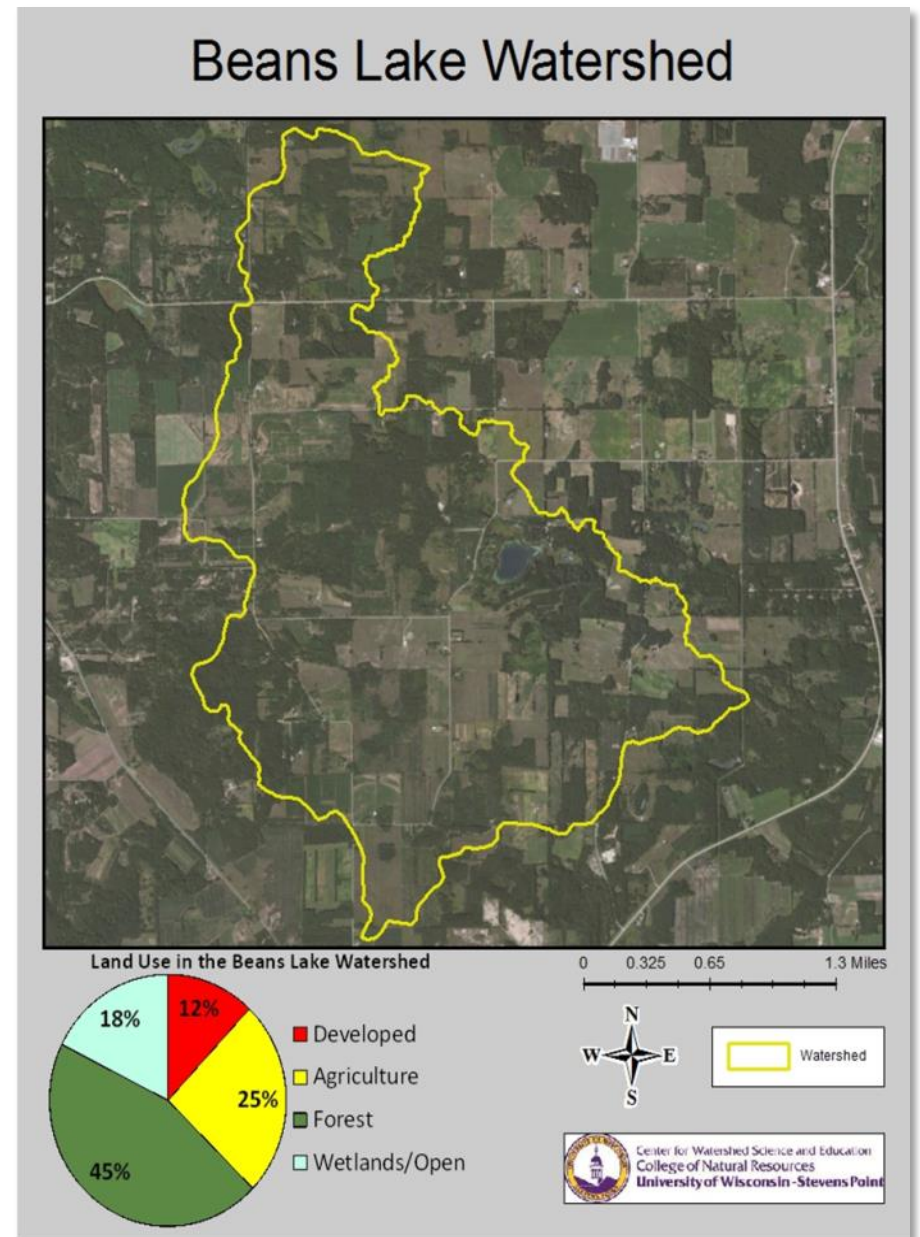 Beans Lake Watershed
Land Use in the Beans Lake Watershed
12%
18%
25%
45%
Developed
Agriculture
Forest
Wetlands/Open
0 0.325 0.65 1.3 Miles
N
W E
S
Watershed
Center for Watershed Science and Education
College of Natural Resources
University of Wisconsin - Stevens Point